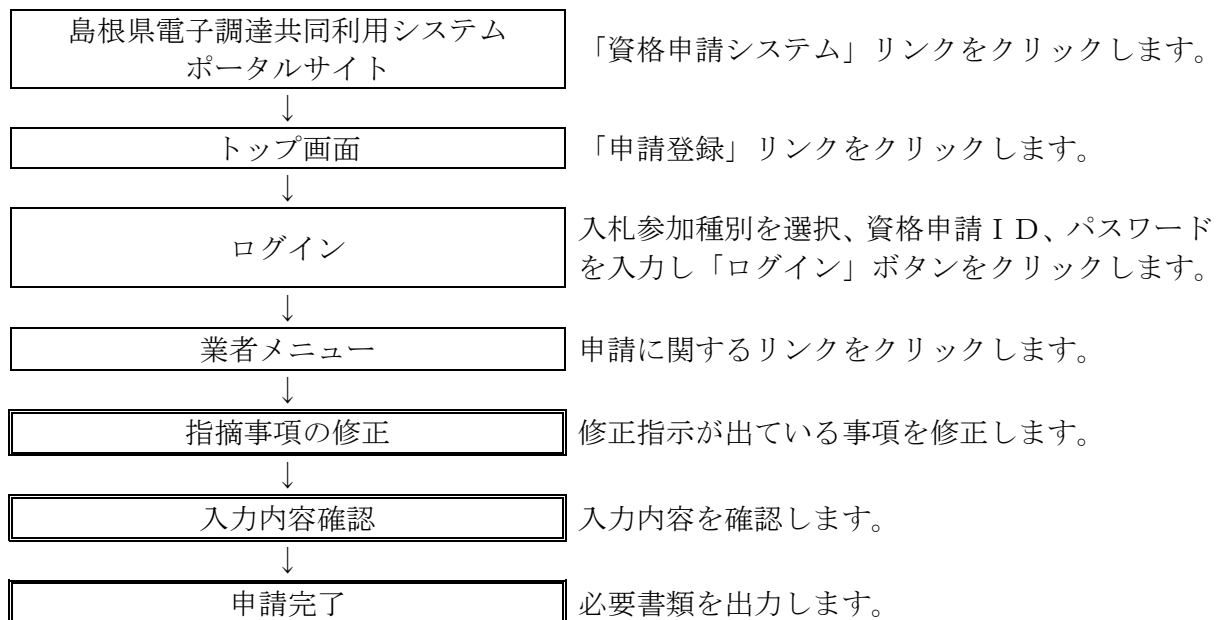 島根県電子調達共同利用システム
ポータルサイト
「資格申請システム」リンクをクリックします。
↓
トップ画面
「申請登録」リンクをクリックします。
↓
ログイン
入札参加種別を選択、資格申請ＩＤ、パスワード
を入力し「ログイン」ボタンをクリックします。
↓
業者メニュー
申請に関するリンクをクリックします。
↓
指摘事項の修正
修正指示が出ている事項を修正します。
↓
入力内容確認
入力内容を確認します。
↓
申請完了
必要書類を出力します。